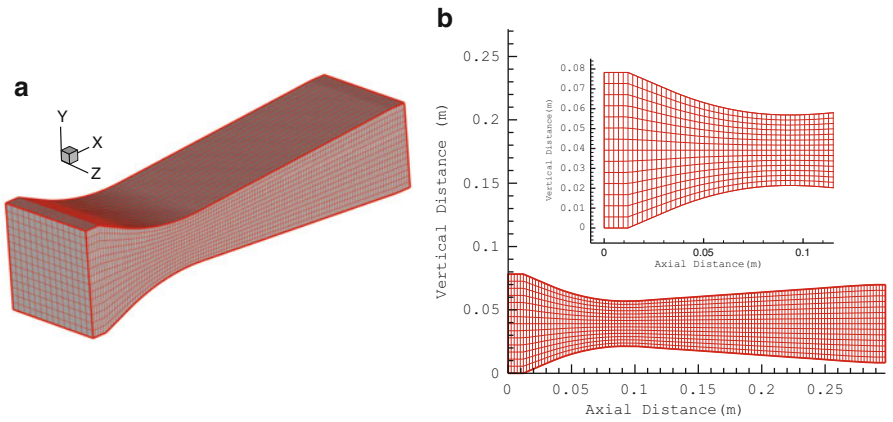 a
Y
X
Z
b
0.25
0.2
0.15
0.1
0.05
0
Vertical Distance (m)
0 0.05 0.1 0.15 0.2 0.25
Axial Distance(m)
0.08
0.07
0.06
0.05
0.04
0.03
0.02
0.01
0
Vertical Distance(m)
0 0.05 0.1
Axial Distance(m)